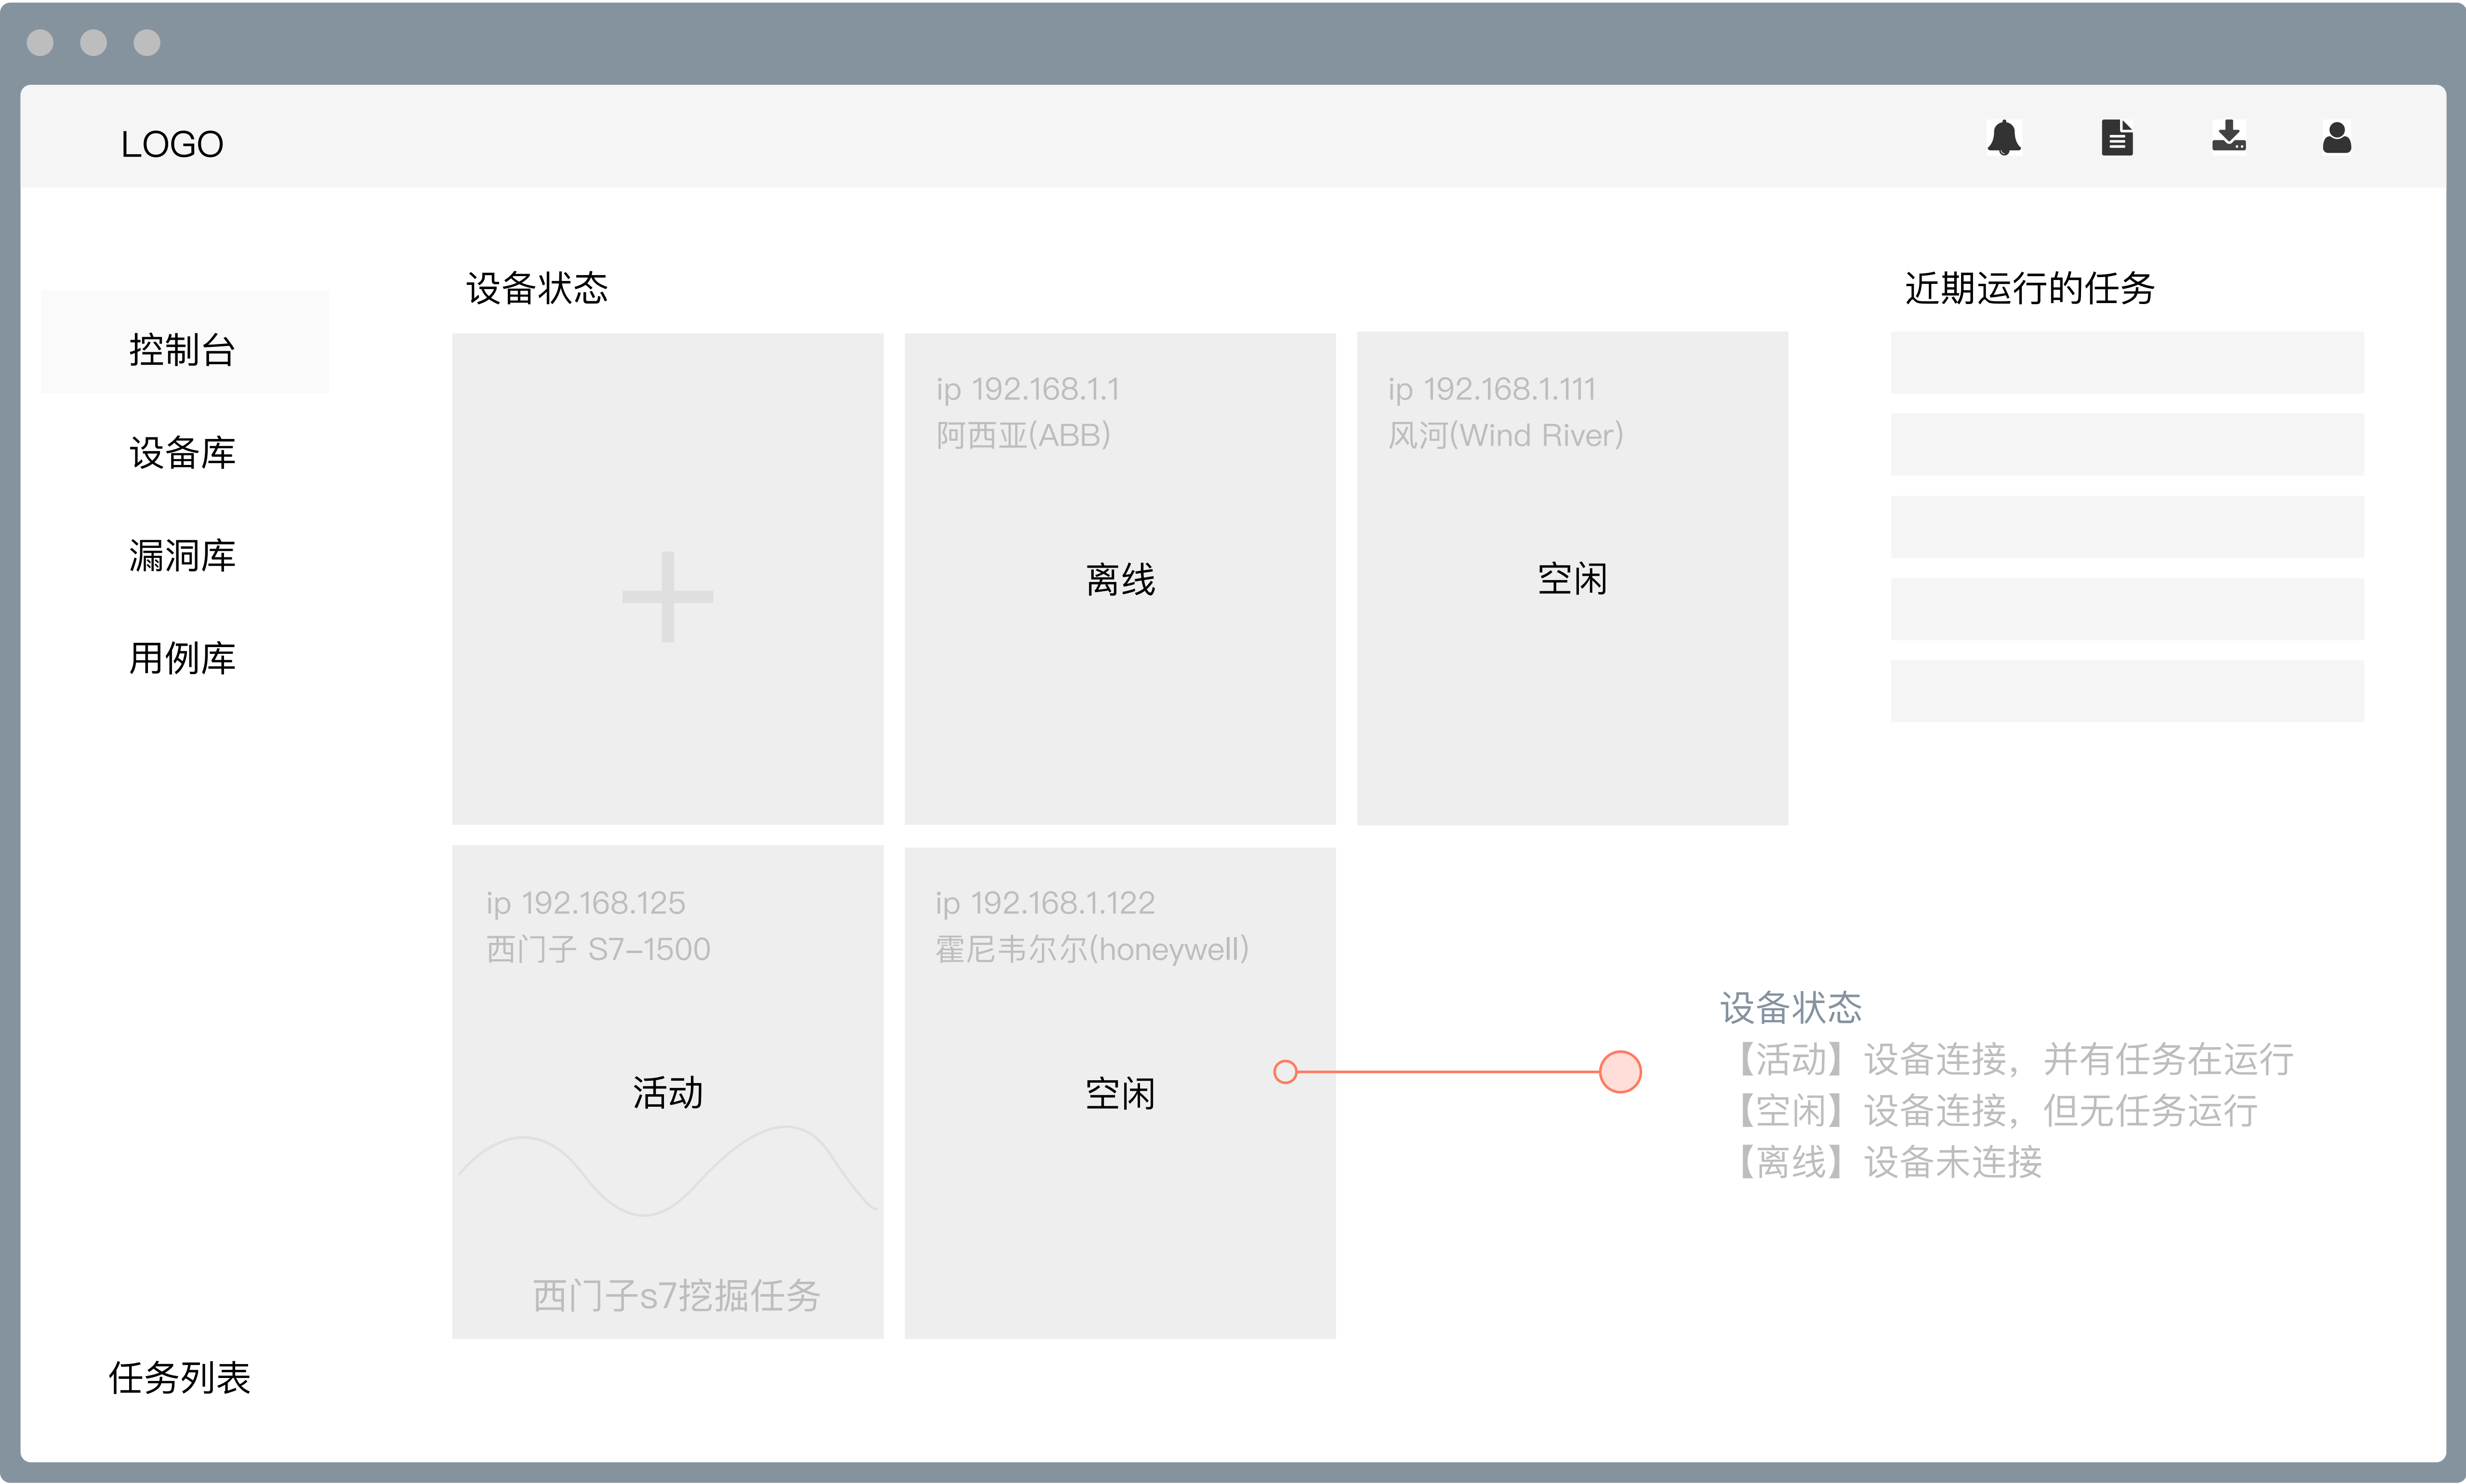 LOGO
控制台
设备库
漏洞库
用例库
任务列表
设备状态
ip 192.168.1.1
阿西亚(ABB)
离线
ip 192.168.1.111
风河(Wind River)
空闲
ip 192.168.125
西门子 S7-1500
活动
西门子s7挖掘任务
ip 192.168.1.122
霍尼韦尔尔(honeywell)
空闲
近期运行的任务
设备状态
【活动】设备连接，并有任务在运行
【空闲】设备连接，但无任务运行
【离线】设备未连接